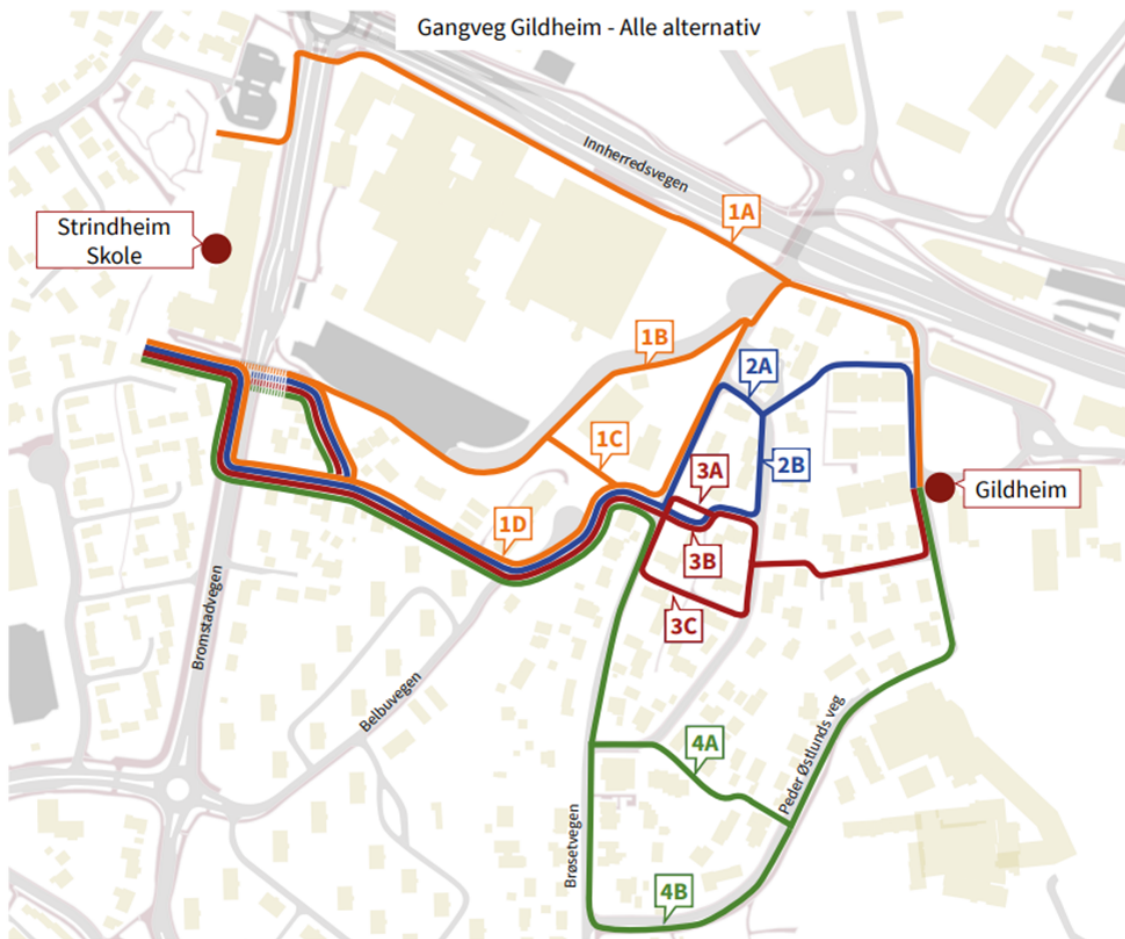 Gangveg Gildheim - Alle alternativ
Innherredsvegen
1A
Strindheim
Skole
1B
2A
1C
2B
3A
Gildheim
1D
3B
3C
Bromstadvegen
Belbuvegen
4A
Peder Østlunds veg
Brøsetvegen
4B